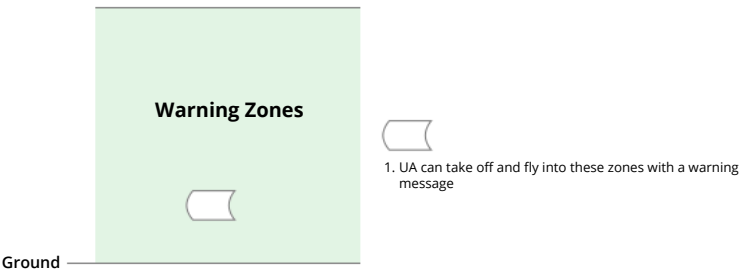 Warning Zones
1. UA can take off and fly into these zones with a warning
message
Ground